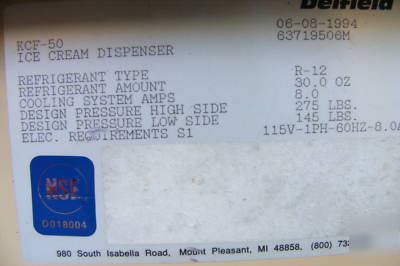 Delfield
KCF-50 06-08-1994
ICE CREAM DISPENSER 63719506M
REFRIGERANT TYPE R-12
REFRIGERANT AMOUNT 30.0 OZ
COOLING SYSTEM AMPS 8.0
DESIGN PRESSURE HIGH SIDE 275 LBS.
DESIGN PRESSURE LOW SIDE 145 LBS.
ELEC. REQUIREMENTS S1 115V-1PH-60HZ-8.0A
NSF
D018004
980 South Isabella Road, Mount Pleasant, MI 48858, (800) 73